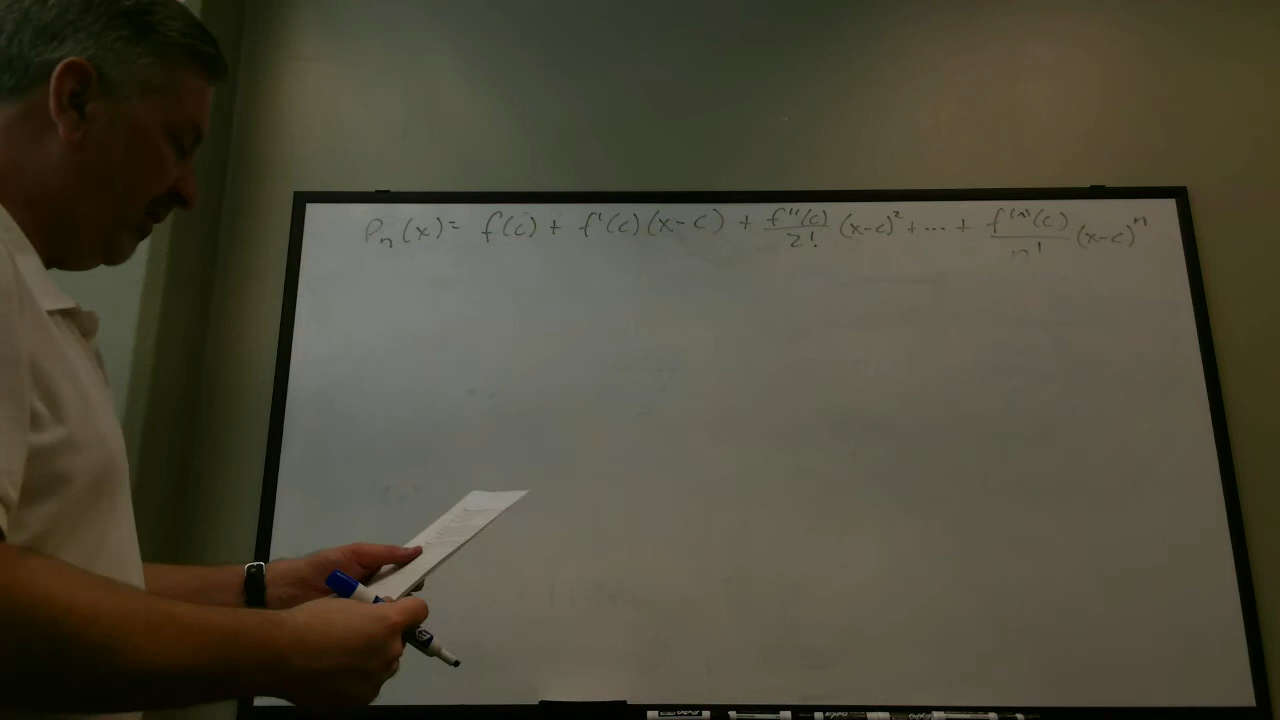 Pₙ(x) = f(c) + f'(c)(x-c) + f''(c)/2! (x-c)² + ... + f⁽ⁿ⁾(c)/n! (x-c)ⁿ